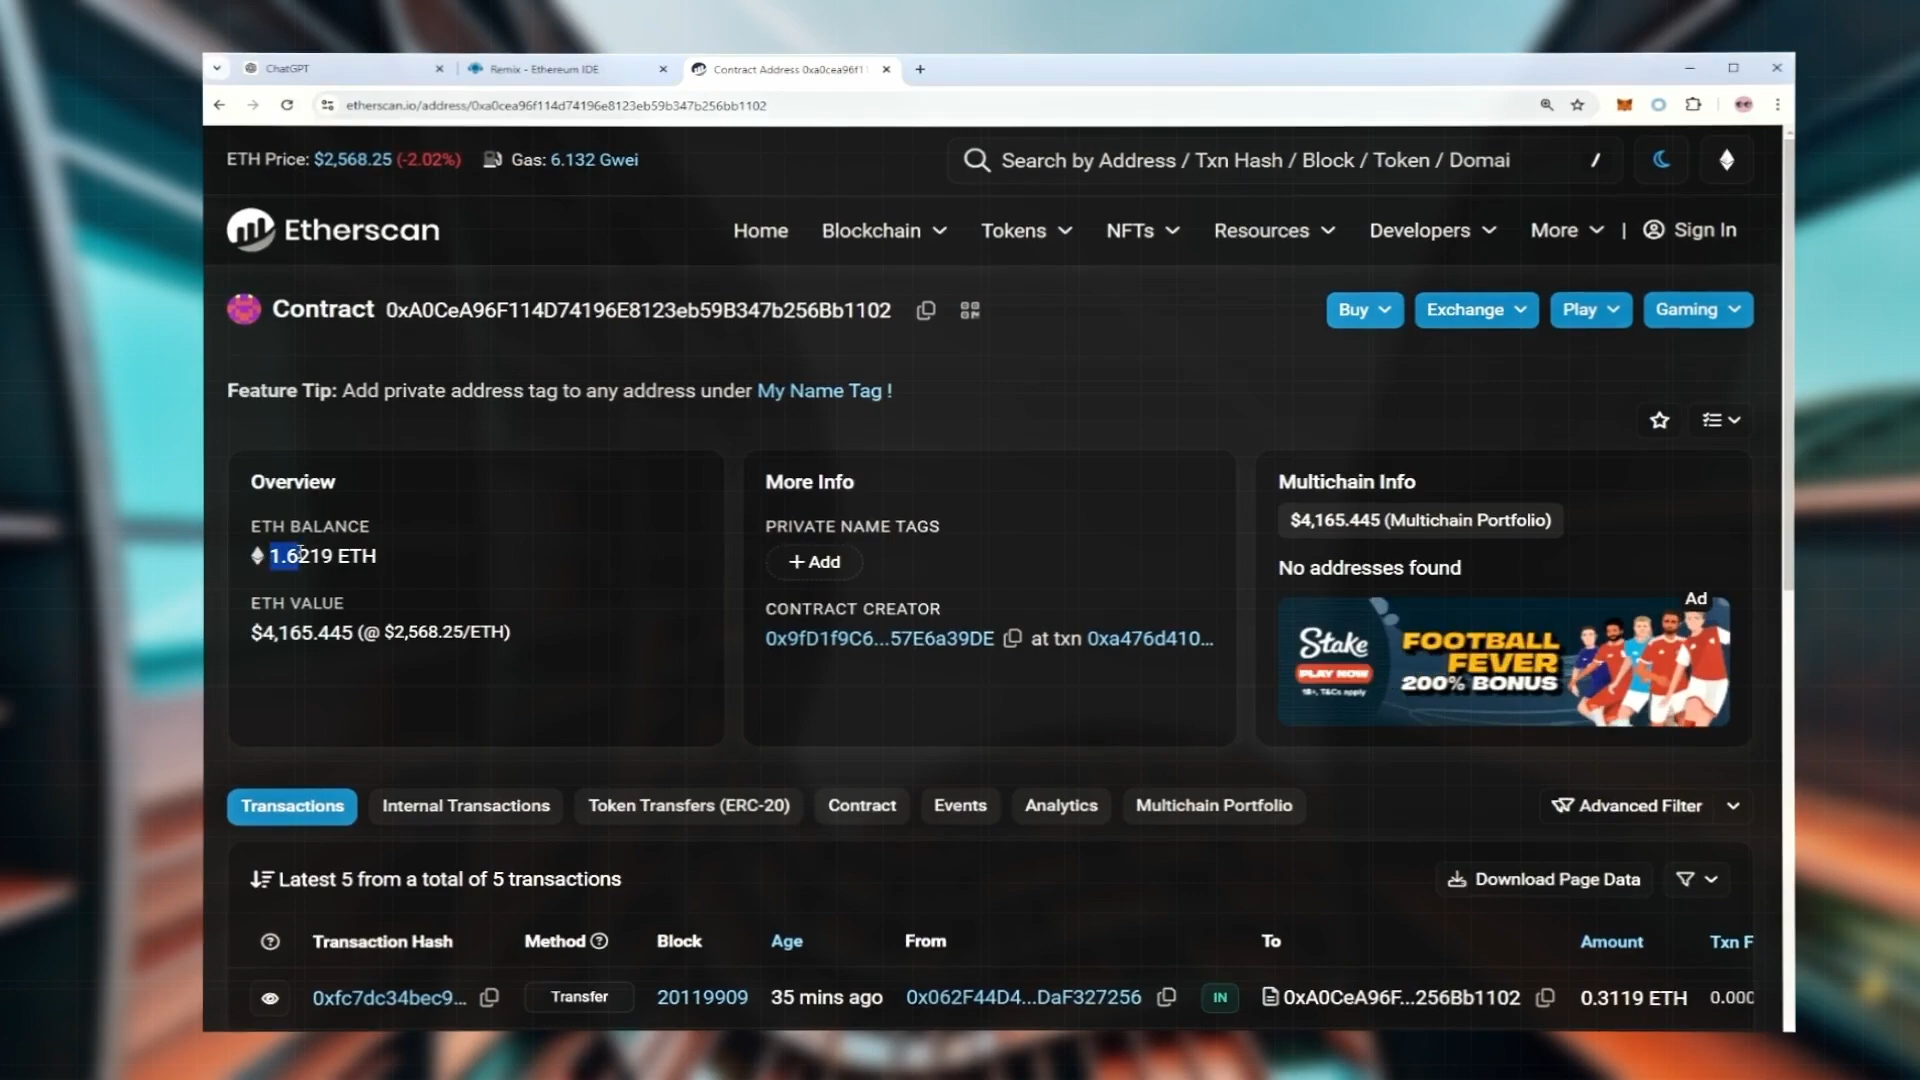 ChatGPT
Remix - Ethereum IDE
Contract Address 0xa0cea96f11
etherscan.io/address/0xa0cea96f114d74196e8123eb59b347b256bb1102
ETH Price: $2,568.25 (-2.02%) Gas: 6.132 Gwei
Search by Address / Txn Hash / Block / Token / Domai /
Etherscan
Home Blockchain Tokens NFTs Resources Developers More | Sign In
Contract 0xA0CeA96F114D74196E8123eb59B347b256Bb1102
Buy Exchange Play Gaming
Feature Tip: Add private address tag to any address under My Name Tag !
Overview
ETH BALANCE
1.6219 ETH
ETH VALUE
$4,165.445 (@ $2,568.25/ETH)
More Info
PRIVATE NAME TAGS
+ Add
CONTRACT CREATOR
0x9fD1f9C6...57E6a39DE at txn 0xa476d410...
Multichain Info
$4,165.445 (Multichain Portfolio)
No addresses found
Ad
Stake
PLAY NOW
18+, T&Cs apply
FOOTBALL
FEVER
200% BONUS
Transactions Internal Transactions Token Transfers (ERC-20) Contract Events Analytics Multichain Portfolio Advanced Filter
Latest 5 from a total of 5 transactions
Download Page Data
Transaction Hash Method Block Age From To Amount Txn F
0xfc7dc34bec9... Transfer 20119909 35 mins ago 0x062F44D4...DaF327256 IN 0xA0CeA96F...256Bb1102 0.3119 ETH 0.000